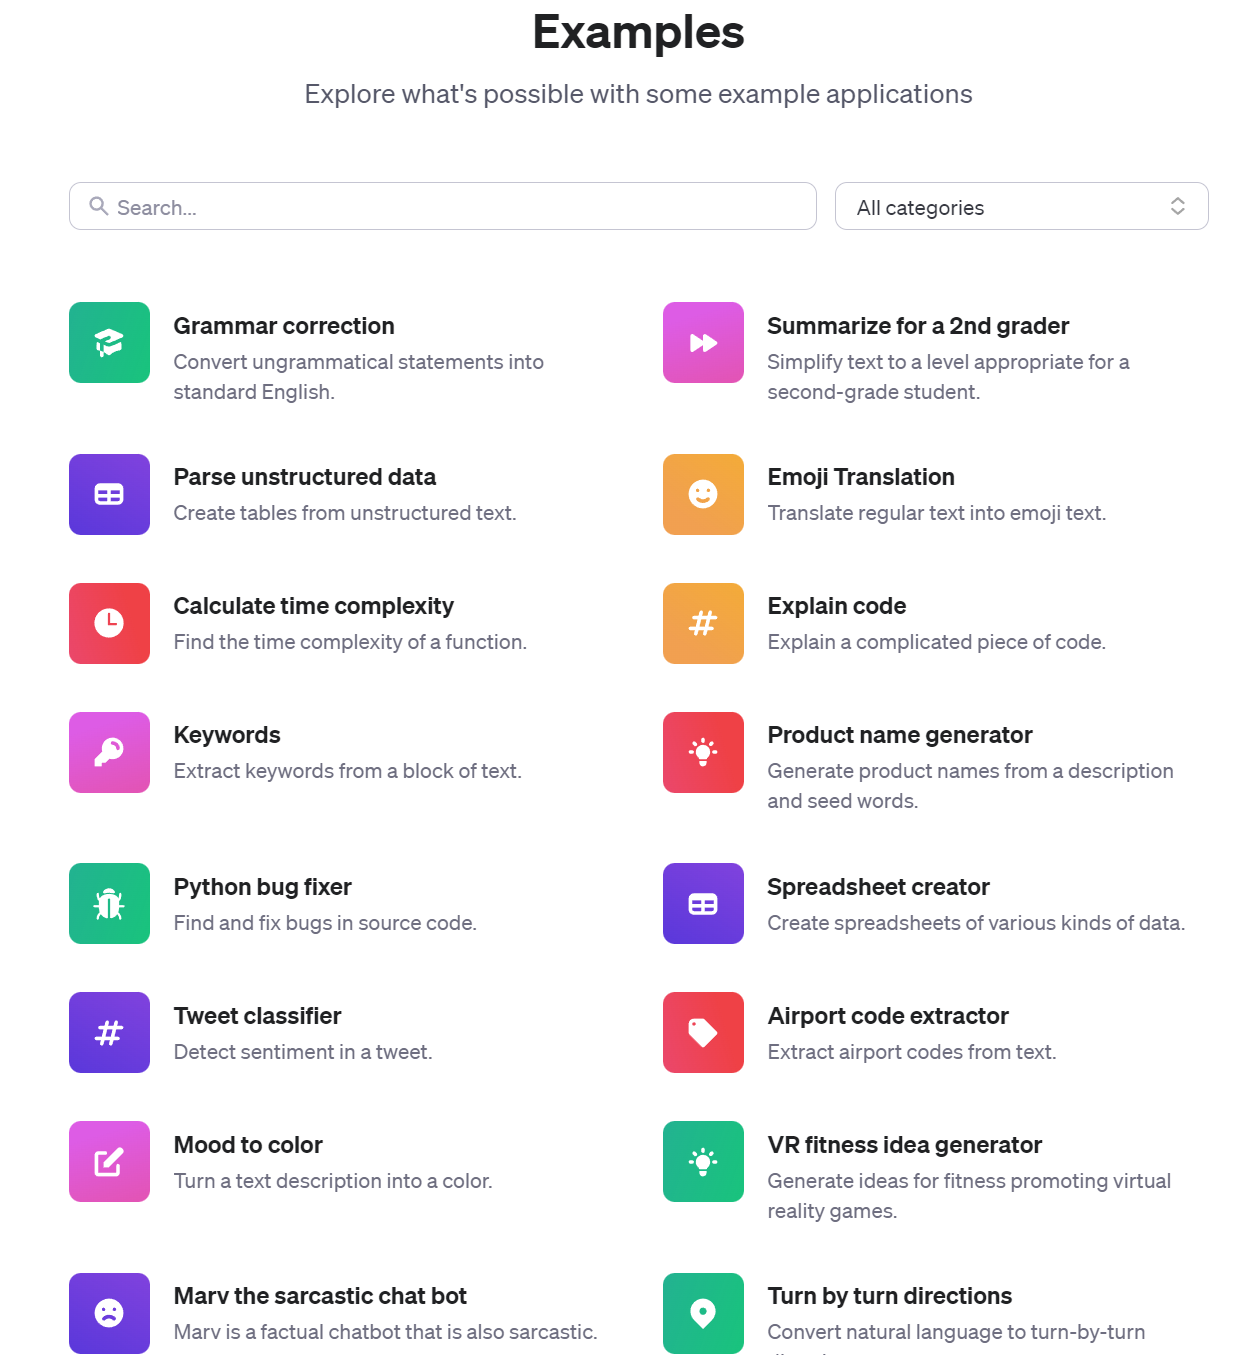 Examples
Explore what's possible with some example applications
Search...
All categories
Grammar correction
Convert ungrammatical statements into
standard English.
Summarize for a 2nd grader
Simplify text to a level appropriate for a
second-grade student.
Parse unstructured data
Create tables from unstructured text.
Emoji Translation
Translate regular text into emoji text.
Calculate time complexity
Find the time complexity of a function.
Explain code
Explain a complicated piece of code.
Keywords
Extract keywords from a block of text.
Product name generator
Generate product names from a description
and seed words.
Python bug fixer
Find and fix bugs in source code.
Spreadsheet creator
Create spreadsheets of various kinds of data.
Tweet classifier
Detect sentiment in a tweet.
Airport code extractor
Extract airport codes from text.
Mood to color
Turn a text description into a color.
VR fitness idea generator
Generate ideas for fitness promoting virtual
reality games.
Marv the sarcastic chat bot
Marv is a factual chatbot that is also sarcastic.
Turn by turn directions
Convert natural language to turn-by-turn